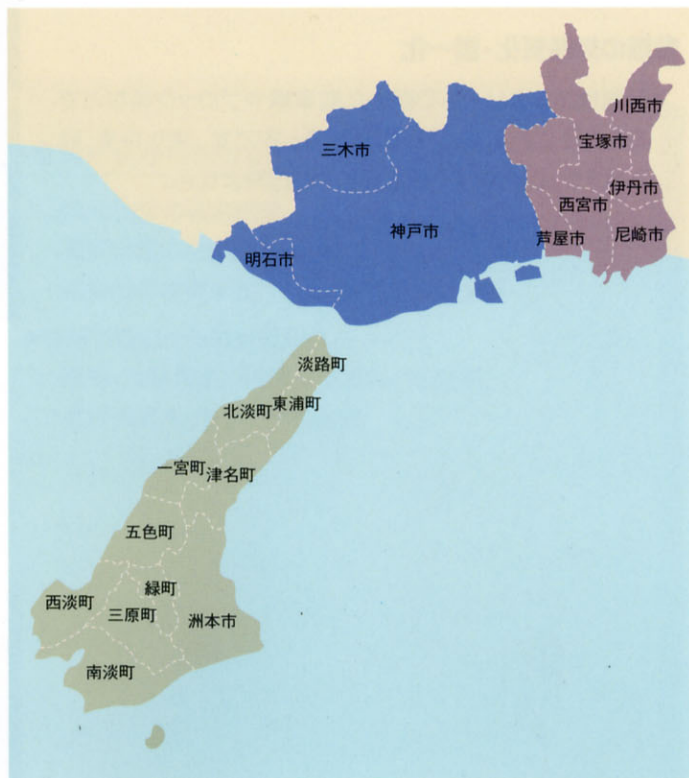 川西市
三木市
宝塚市
伊丹市
西宮市
神戸市
芦屋市
尼崎市
明石市
淡路町
東浦町
北淡町
一宮町
津名町
五色町
緑町
西淡町
三原町
洲本市
南淡町